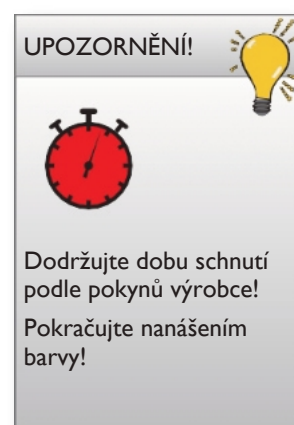 UPOZORNĚNÍ!
Dodržujte dobu schnutí
podle pokynů výrobce!
Pokračujte nanášením
barvy!